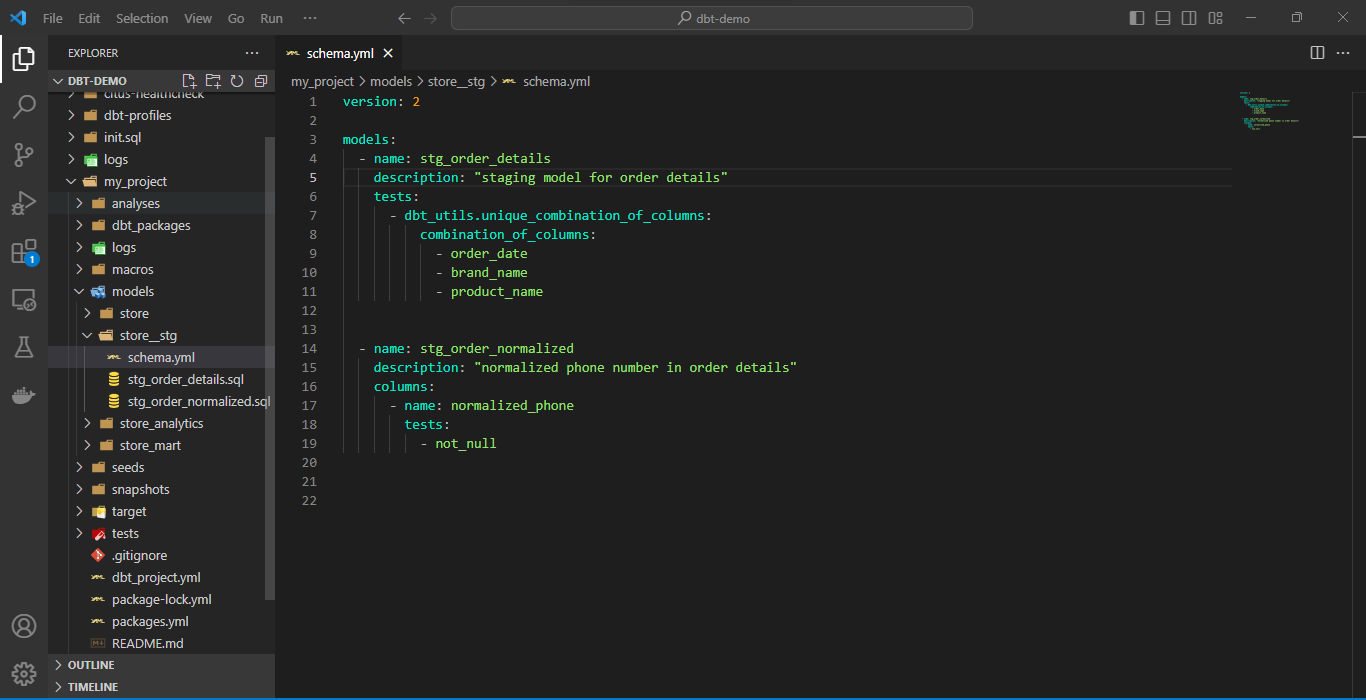 File Edit Selection View Go Run ··· dbt-demo
EXPLORER ···
DBT-DEMO
citus-healthcheck
dbt-profiles
init.sql
logs
my_project
analyses
dbt_packages
logs
macros
models
store
store__stg
schema.yml
stg_order_details.sql
stg_order_normalized.sql
store_analytics
store_mart
seeds
snapshots
target
tests
.gitignore
dbt_project.yml
package-lock.yml
packages.yml
README.md
OUTLINE
TIMELINE
1
schema.yml
my_project > models > store__stg > schema.yml
1 version: 2
2
3 models:
4 - name: stg_order_details
5 description: "staging model for order details"
6 tests:
7 - dbt_utils.unique_combination_of_columns:
8 combination_of_columns:
9 - order_date
10 - brand_name
11 - product_name
12
13
14 - name: stg_order_normalized
15 description: "normalized phone number in order details"
16 columns:
17 - name: normalized_phone
18 tests:
19 - not_null
20
21
22